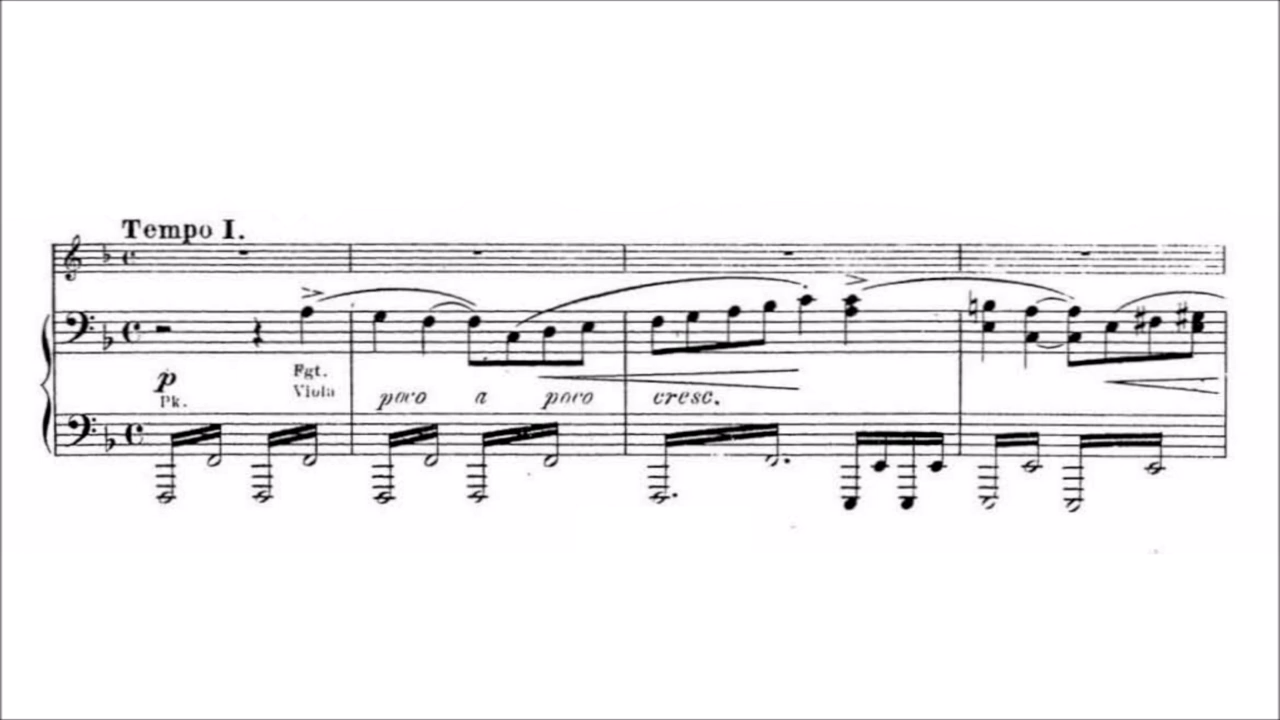 Tempo I.
p
Pk.
Fgt.
Viola
poco a poco cresc.